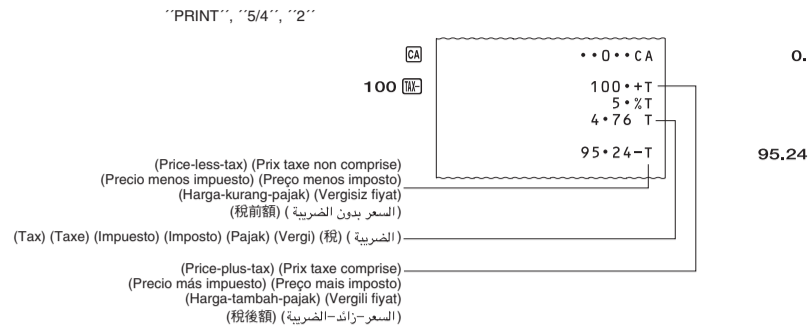 ´´PRINT´´, ´´5/4´´, ´´2´´
CA
••0••CA
0.
100 TAX-
100•+T
5•%T
4•76 T
95•24-T
95.24
(Price-less-tax) (Prix taxe non comprise)
(Precio menos impuesto) (Preço menos imposto)
(Harga-kurang-pajak) (Vergisiz fiyat)
(السعر بدون الضريبة) (税前額)
(Tax) (Taxe) (Impuesto) (Imposto) (Pajak) (Vergi) (税) (الضريبة)
(Price-plus-tax) (Prix taxe comprise)
(Precio más impuesto) (Preço mais imposto)
(Harga-tambah-pajak) (Vergili fiyat)
(السعر–زائد–الضريبة) (税後額)